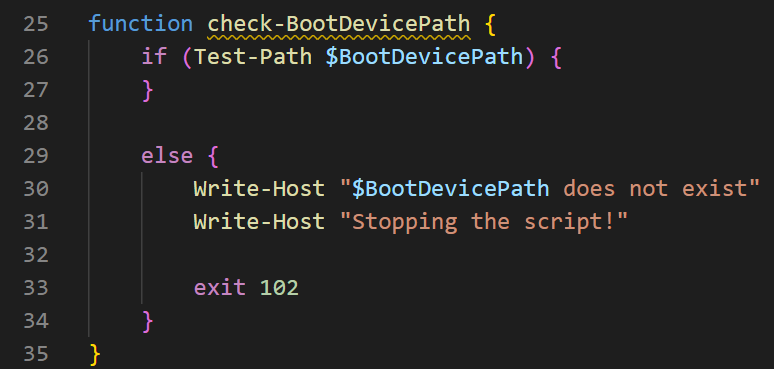 25 function check-BootDevicePath {
26     if (Test-Path $BootDevicePath) {
27     }
28
29     else {
30         Write-Host "$BootDevicePath does not exist"
31         Write-Host "Stopping the script!"
32
33         exit 102
34     }
35 }